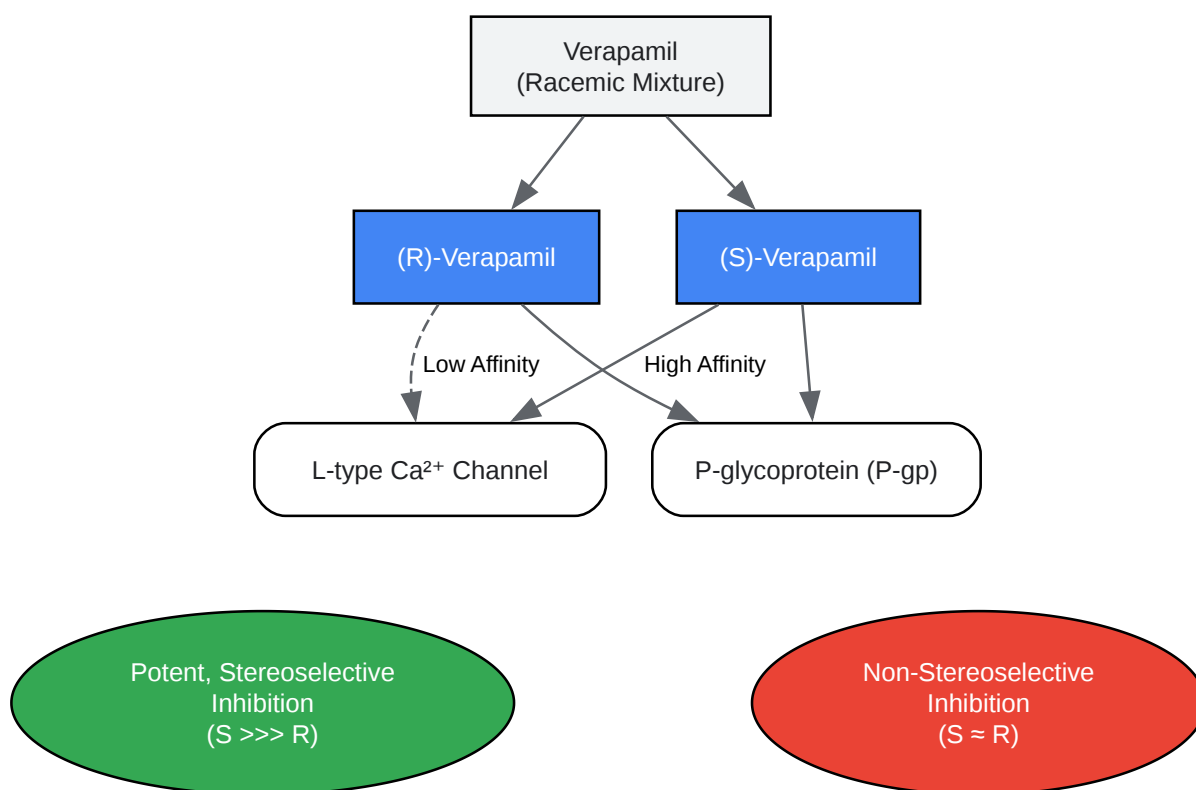 Verapamil
(Racemic Mixture)
(R)-Verapamil
(S)-Verapamil
Low Affinity
High Affinity
L-type Ca²⁺ Channel
P-glycoprotein (P-gp)
Potent, Stereoselective
Inhibition
(S >>> R)
Non-Stereoselective
Inhibition
(S ≈ R)